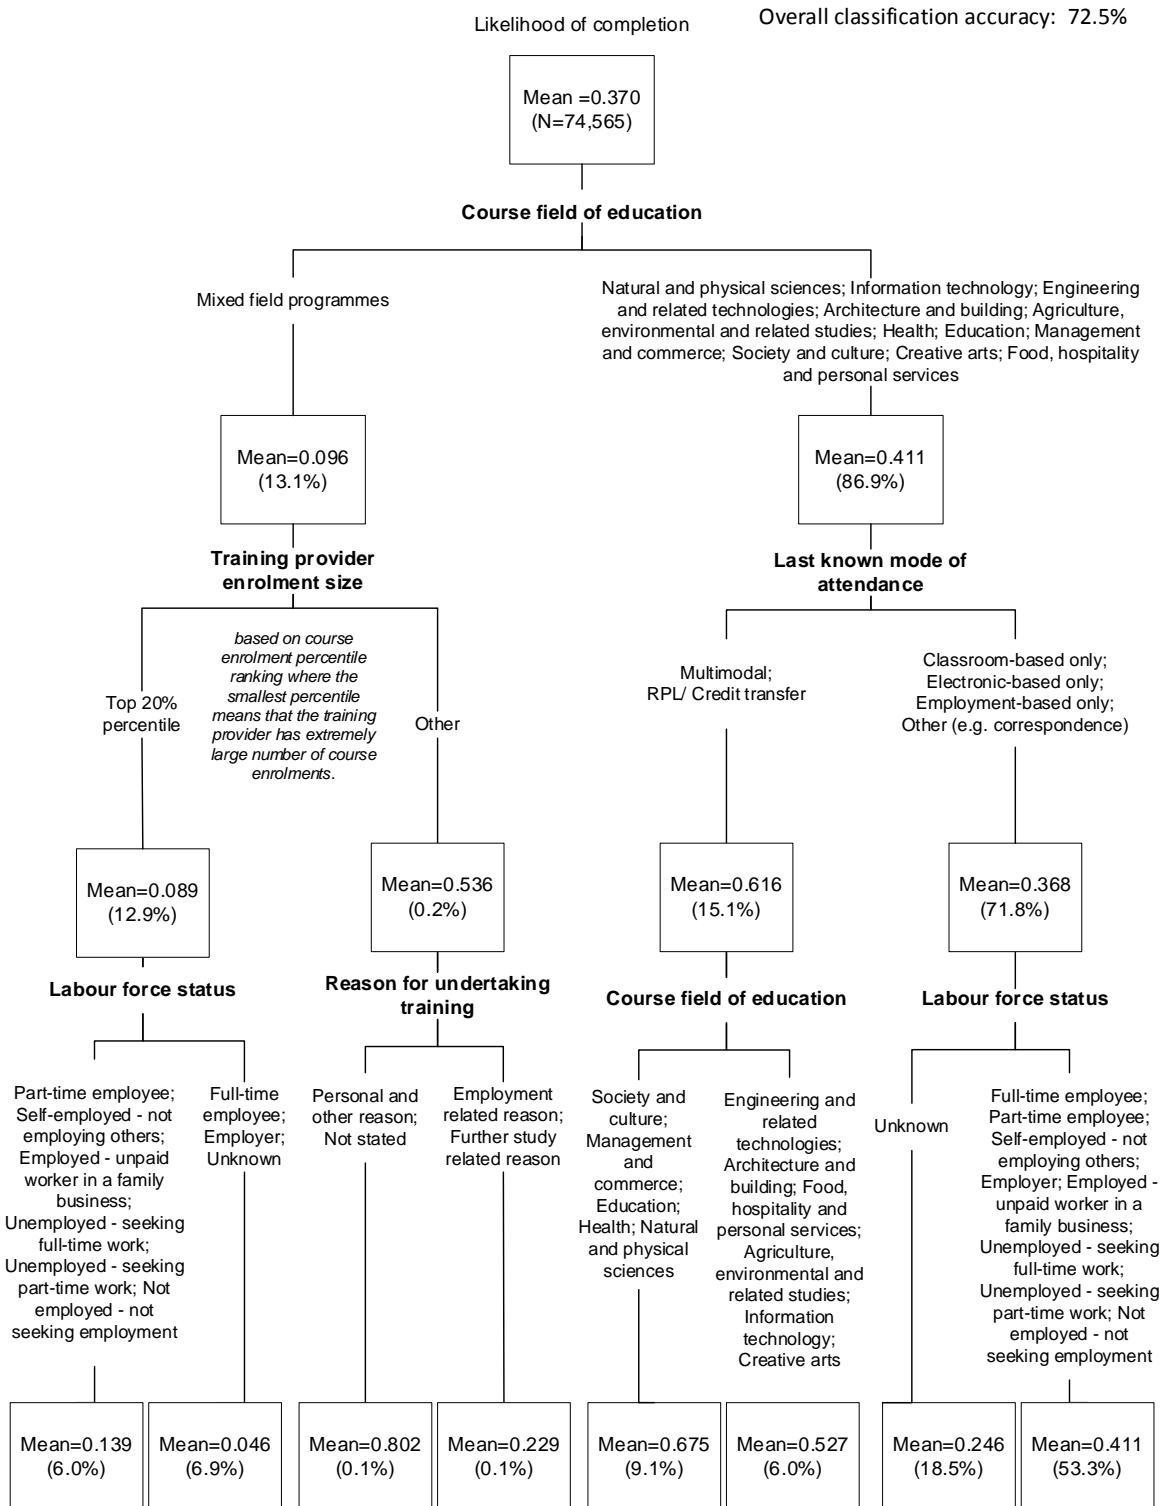 Likelihood of completion
Overall classification accuracy: 72.5%
Mean =0.370
(N=74,565)
Course field of education
Mixed field programmes
Natural and physical sciences; Information technology; Engineering
and related technologies; Architecture and building; Agriculture,
environmental and related studies; Health; Education; Management
and commerce; Society and culture; Creative arts; Food, hospitality
and personal services
Mean=0.096
(13.1%)
Mean=0.411
(86.9%)
Training provider
enrolment size
Last known mode of
attendance
Top 20%
percentile
based on course
enrolment percentile
ranking where the
smallest percentile
means that the training
provider has extremely
large number of course
enrolments.
Other
Multimodal;
RPL/ Credit transfer
Classroom-based only;
Electronic-based only;
Employment-based only;
Other (e.g. correspondence)
Mean=0.089
(12.9%)
Mean=0.536
(0.2%)
Mean=0.616
(15.1%)
Mean=0.368
(71.8%)
Labour force status
Reason for undertaking
training
Course field of education
Labour force status
Part-time employee;
Self-employed - not
employing others;
Employed - unpaid
worker in a family
business;
Unemployed - seeking
full-time work;
Unemployed - seeking
part-time work; Not
employed - not
seeking employment
Full-time
employee;
Employer;
Unknown
Personal and
other reason;
Not stated
Employment
related reason;
Further study
related reason
Society and
culture;
Management
and
commerce;
Education;
Health; Natural
and physical
sciences
Engineering and
related
technologies;
Architecture and
building; Food,
hospitality and
personal services;
Agriculture,
environmental and
related studies;
Information
technology;
Creative arts
Unknown
Full-time employee;
Part-time employee;
Self-employed - not
employing others;
Employer; Employed -
unpaid worker in a
family business;
Unemployed - seeking
full-time work;
Unemployed - seeking
part-time work; Not
employed - not
seeking employment
Mean=0.139
(6.0%)
Mean=0.046
(6.9%)
Mean=0.802
(0.1%)
Mean=0.229
(0.1%)
Mean=0.675
(9.1%)
Mean=0.527
(6.0%)
Mean=0.246
(18.5%)
Mean=0.411
(53.3%)